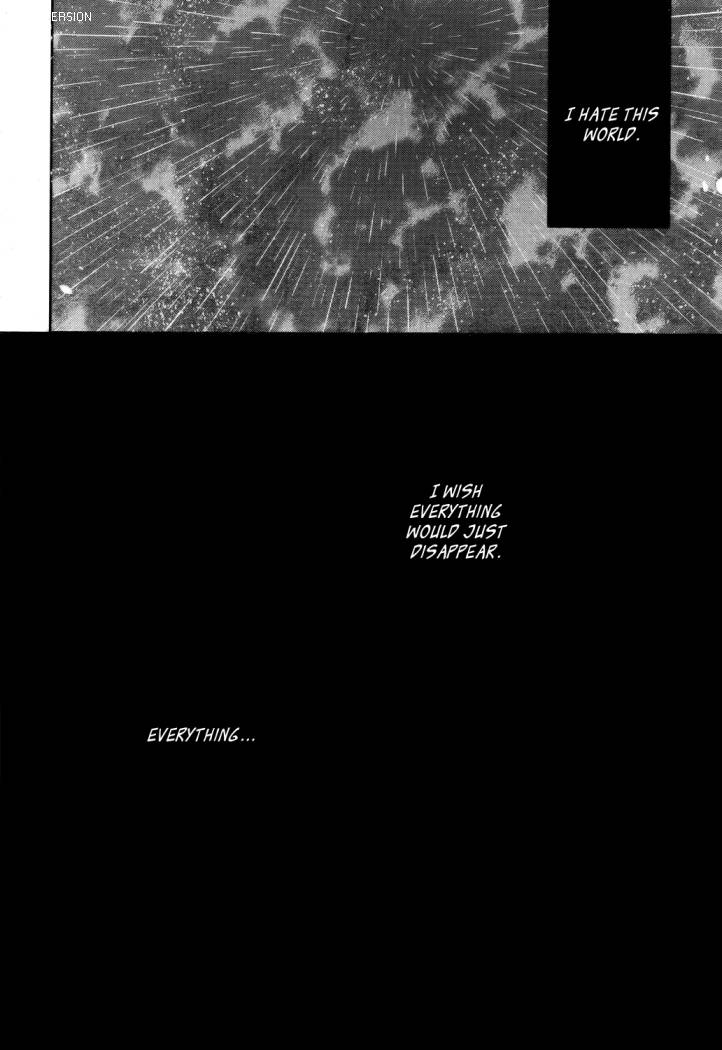 ERSION
I HATE THIS
WORLD.
I WISH
EVERYTHING
WOULD JUST
DISAPPEAR.
EVERYTHING...